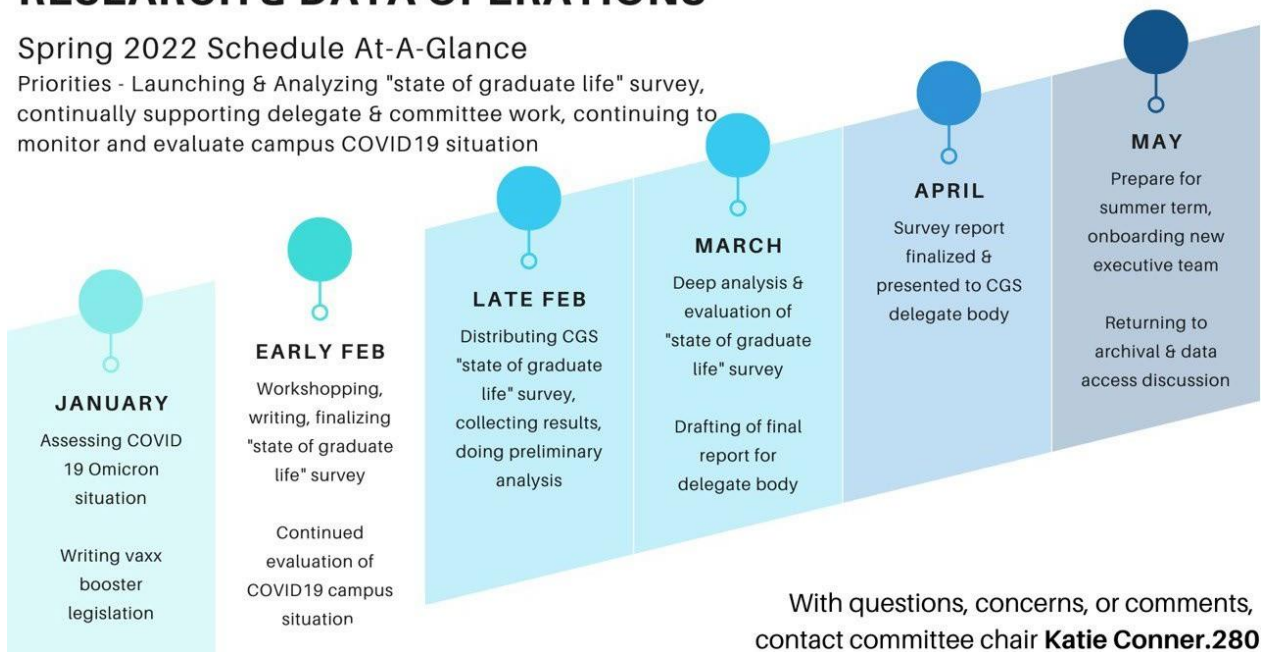 RESEARCH & DATA OPERATIONS
Spring 2022 Schedule At-A-Glance
Priorities - Launching & Analyzing "state of graduate life" survey,
continually supporting delegate & committee work, continuing to
monitor and evaluate campus COVID19 situation
JANUARY
Assessing COVID
19 Omicron
situation
Writing vaxx
booster
legislation
EARLY FEB
Workshopping,
writing, finalizing
"state of graduate
life" survey
Continued
evaluation of
COVID19 campus
situation
LATE FEB
Distributing CGS
"state of graduate
life" survey,
collecting results,
doing preliminary
analysis
MARCH
Deep analysis &
evaluation of
"state of graduate
life" survey
Drafting of final
report for
delegate body
APRIL
Survey report
finalized &
presented to CGS
delegate body
MAY
Prepare for
summer term,
onboarding new
executive team
Returning to
archival & data
access discussion
With questions, concerns, or comments,
contact committee chair Katie Conner.280